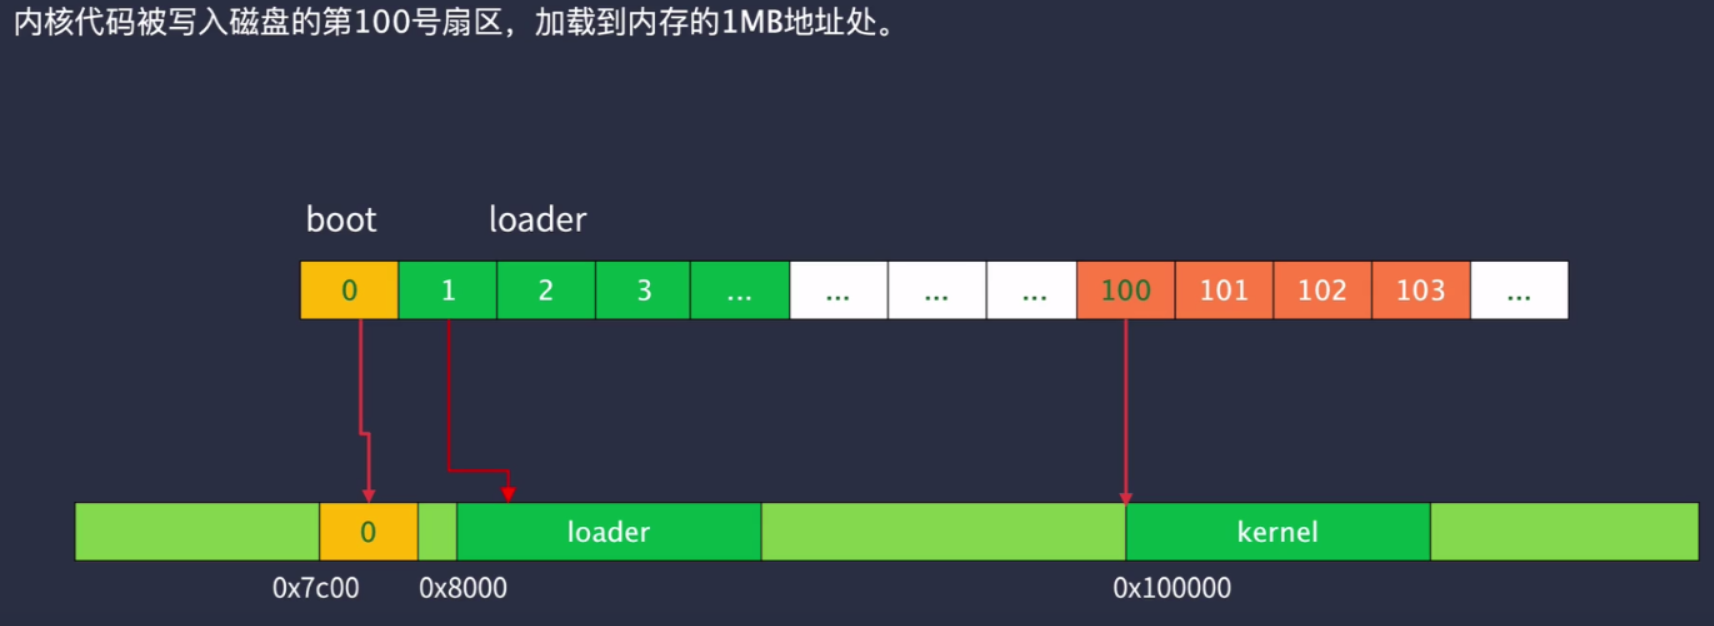 内核代码被写入磁盘的第100号扇区，加载到内存的1MB地址处。
boot loader
0 1 2 3 ... ... ... ... 100 101 102 103 ...
0 loader kernel
0x7c00 0x8000 0x100000